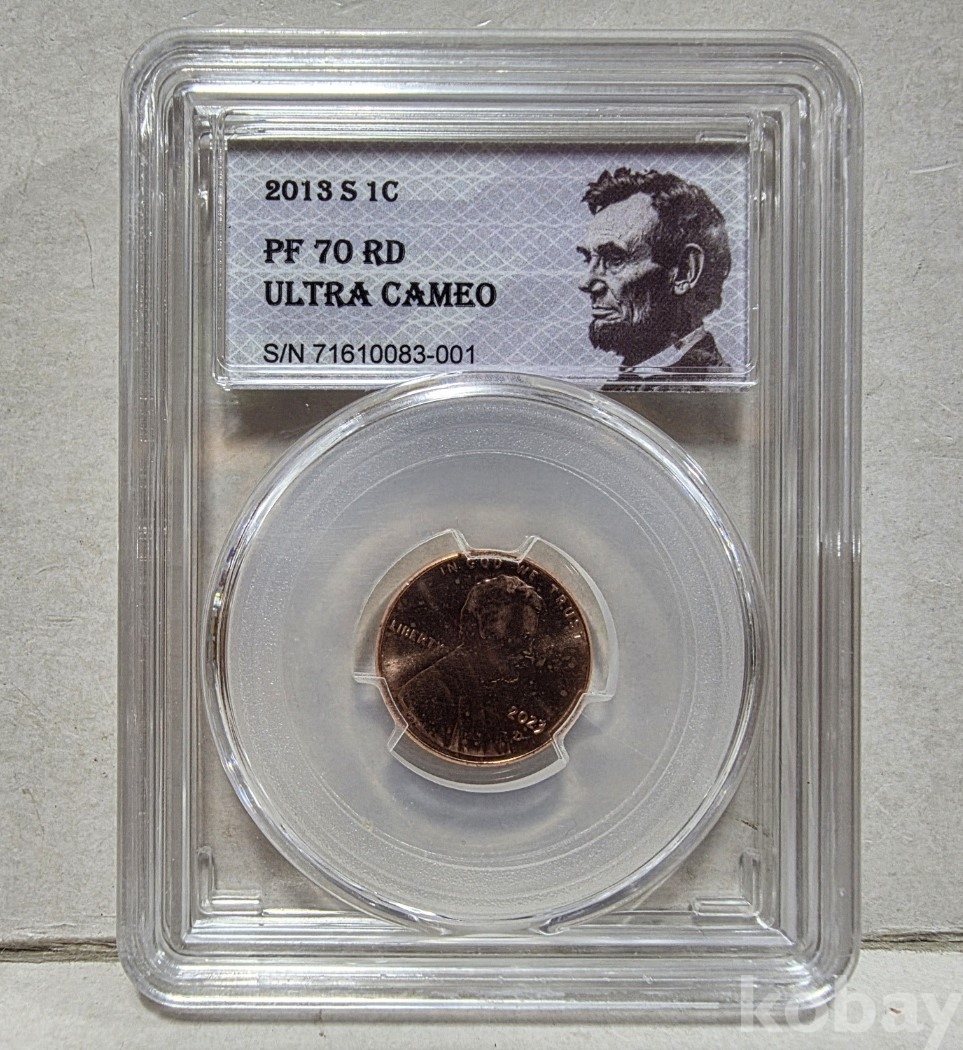 2013 S 1C
PF 70 RD
ULTRA CAMEO
S/N 71610083-001
IN GOD WE TRUST
LIBERTY
kobay